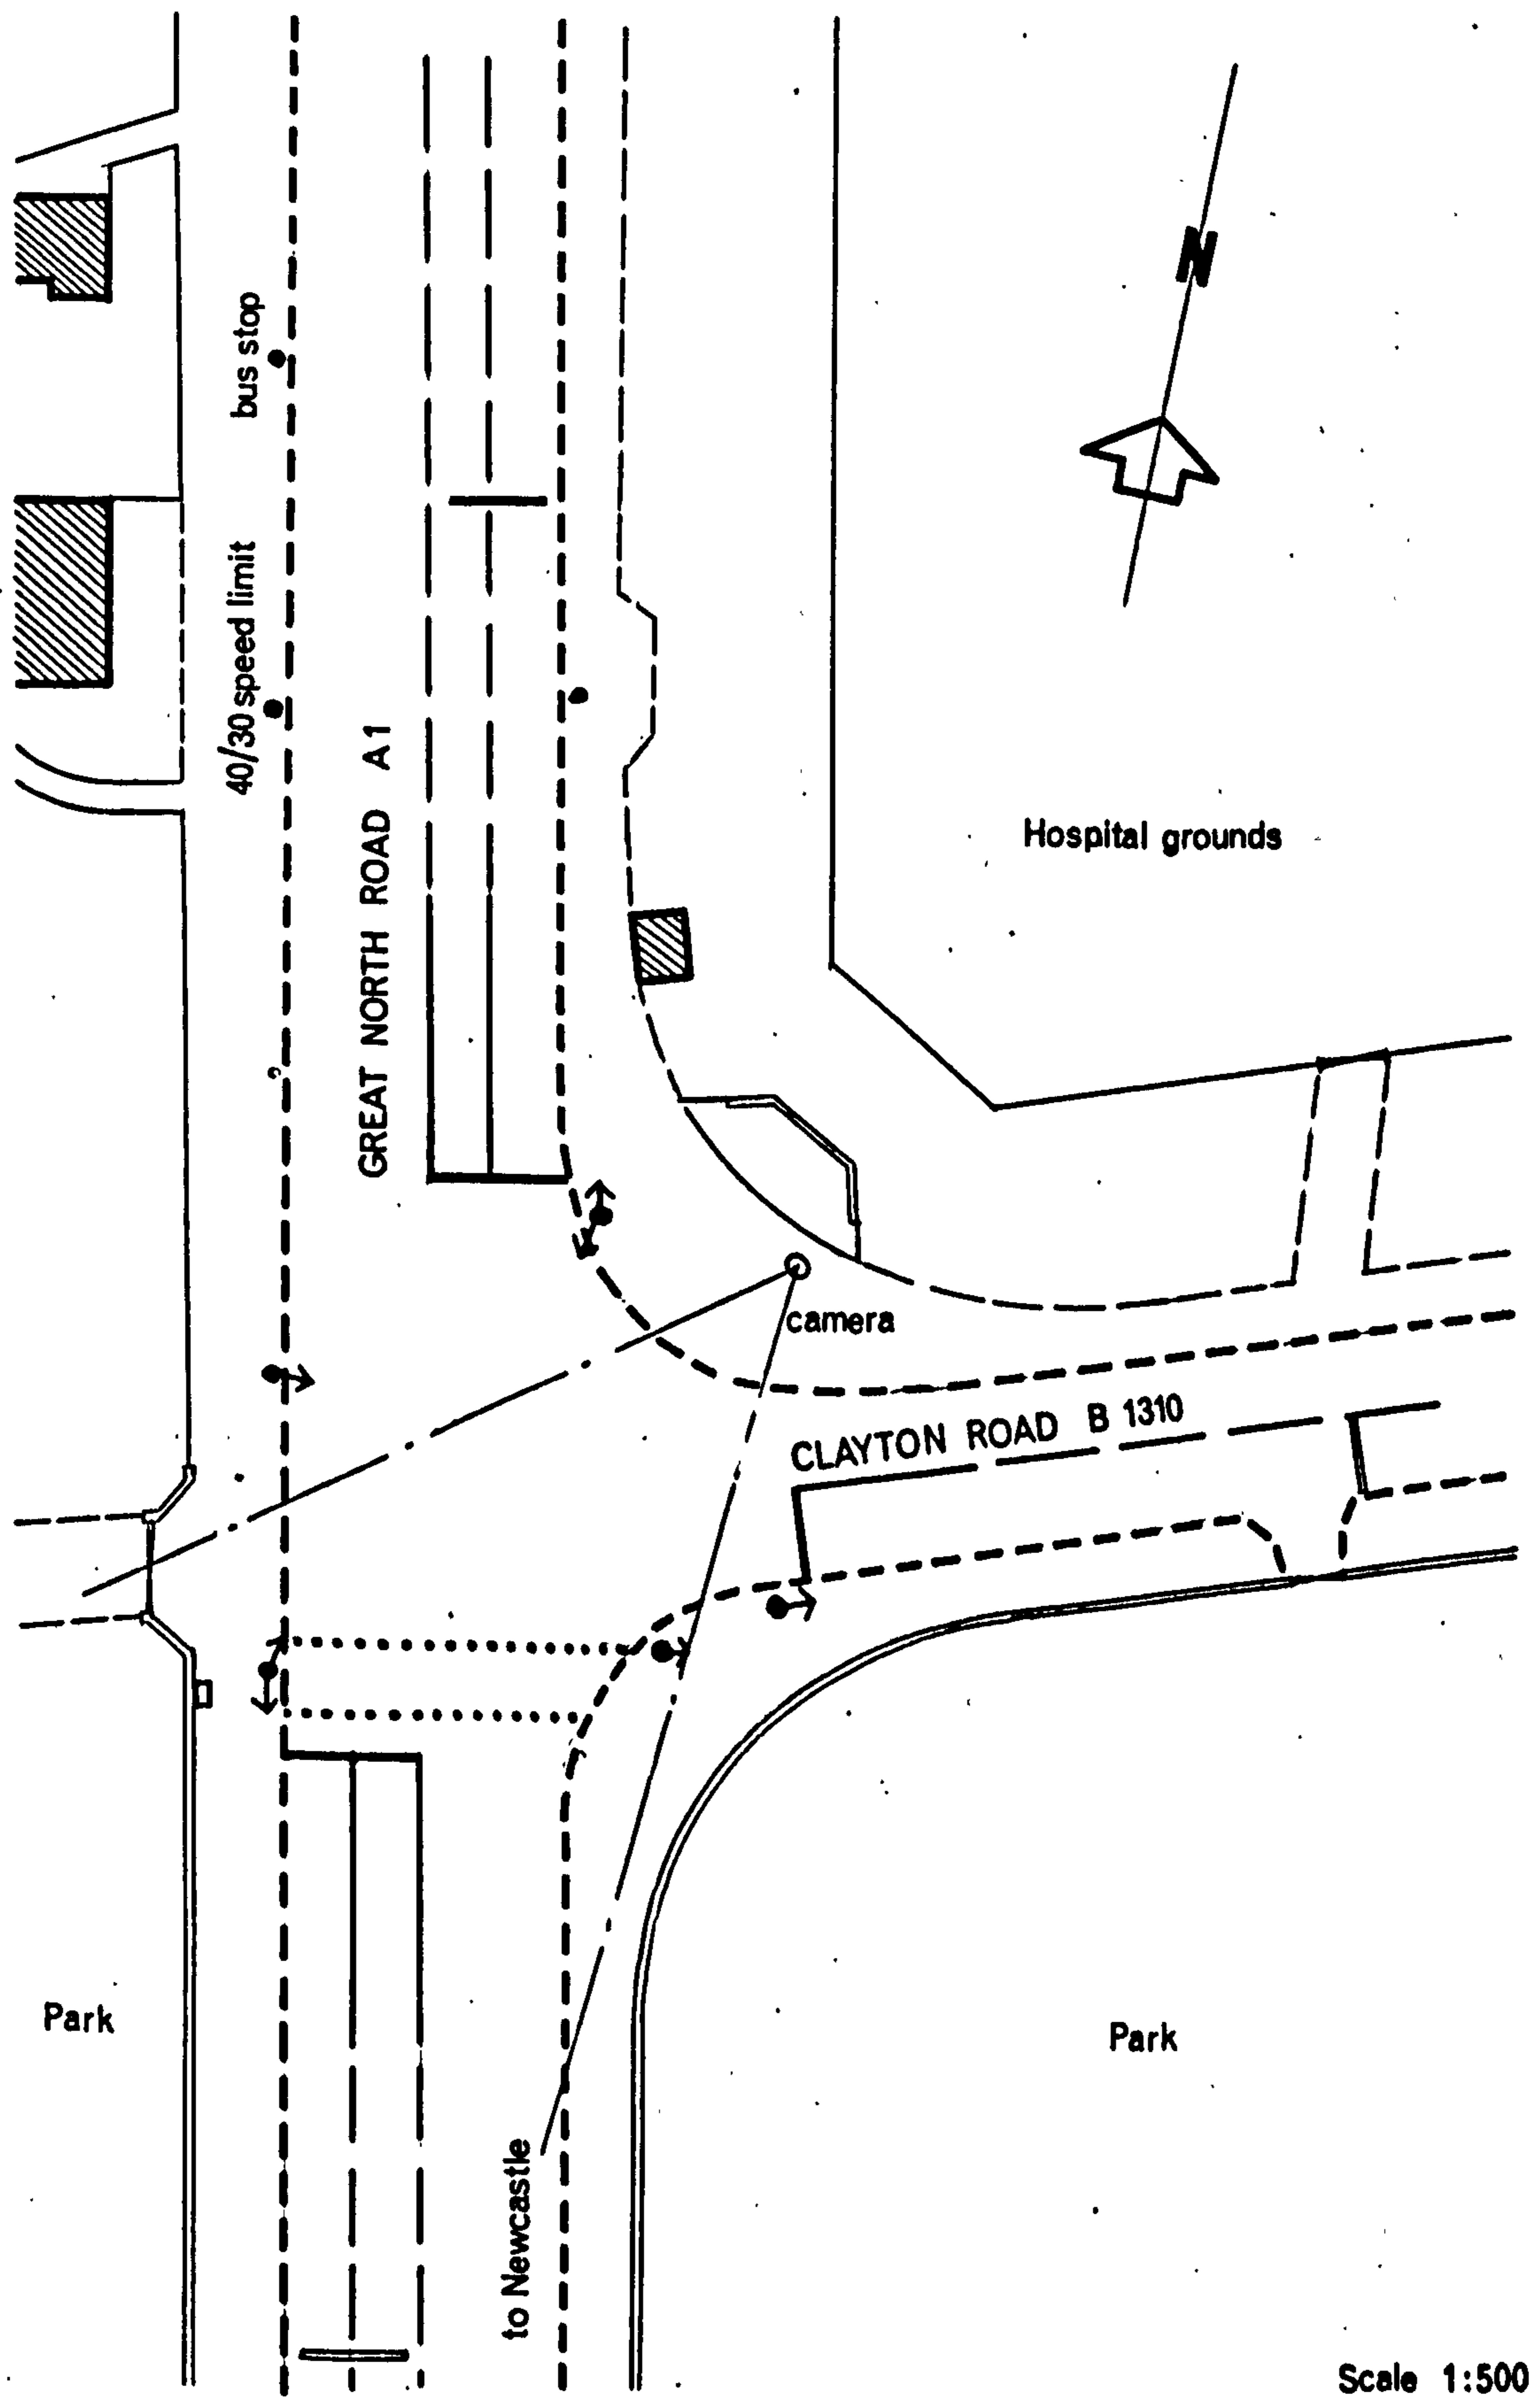 N
bus stop
40/30 speed limit
GREAT NORTH ROAD A1
Hospital grounds
camera
CLAYTON ROAD B 1310
Park
Park
to Newcastle
Scale 1:500